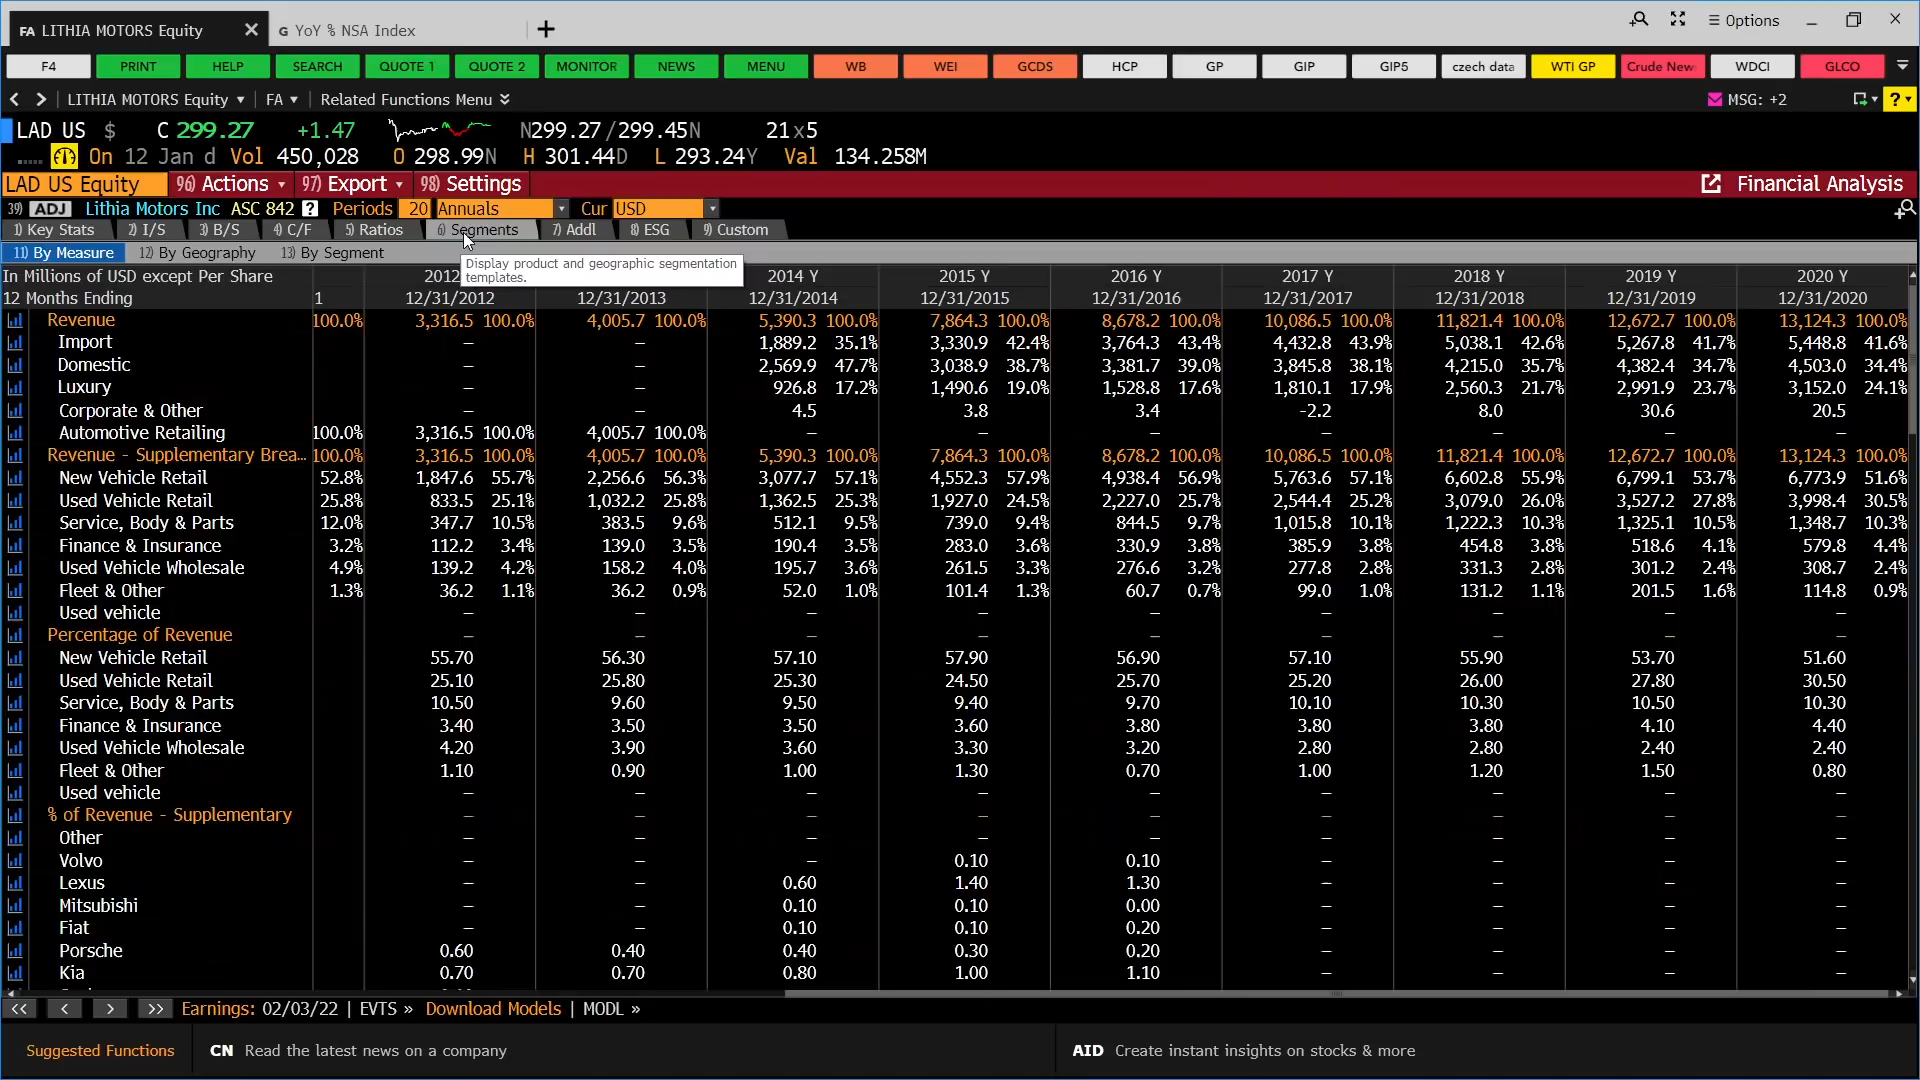 FA LITHIA MOTORS Equity × G YoY % NSA Index + Options
F4 PRINT HELP SEARCH QUOTE 1 QUOTE 2 MONITOR NEWS MENU WB WEI GCDS HCP GP GIP GIP5 czech data WTI GP Crude New WDCI GLCO
LITHIA MOTORS Equity FA Related Functions Menu MSG: +2 ?
LAD US $ C 299.27 +1.47 N299.27/299.45N 21x5
On 12 Jan d Vol 450,028 O 298.99N H 301.44D L 293.24Y Val 134.258M
LAD US Equity 96) Actions 97) Export 98) Settings Financial Analysis
39) ADJ Lithia Motors Inc ASC 842 ? Periods 20 Annuals Cur USD
1) Key Stats 2) I/S 3) B/S 4) C/F 5) Ratios 6) Segments 7) Addl 8) ESG 9) Custom
11) By Measure 12) By Geography 13) By Segment
Display product and geographic segmentation
templates.
In Millions of USD except Per Share 2012 2014 Y 2015 Y 2016 Y 2017 Y 2018 Y 2019 Y 2020 Y
12 Months Ending 1 12/31/2012 12/31/2013 12/31/2014 12/31/2015 12/31/2016 12/31/2017 12/31/2018 12/31/2019 12/31/2020
Revenue 100.0% 3,316.5 100.0% 4,005.7 100.0% 5,390.3 100.0% 7,864.3 100.0% 8,678.2 100.0% 10,086.5 100.0% 11,821.4 100.0% 12,672.7 100.0% 13,124.3 100.0%
Import – – 1,889.2 35.1% 3,330.9 42.4% 3,764.3 43.4% 4,432.8 43.9% 5,038.1 42.6% 5,267.8 41.7% 5,448.8 41.6%
Domestic – – 2,569.9 47.7% 3,038.9 38.7% 3,381.7 39.0% 3,845.8 38.1% 4,215.0 35.7% 4,382.4 34.7% 4,503.0 34.4%
Luxury – – 926.8 17.2% 1,490.6 19.0% 1,528.8 17.6% 1,810.1 17.9% 2,560.3 21.7% 2,991.9 23.7% 3,152.0 24.1%
Corporate & Other – – 4.5 3.8 3.4 -2.2 8.0 30.6 20.5
Automotive Retailing 100.0% 3,316.5 100.0% 4,005.7 100.0% – – – – – – –
Revenue - Supplementary Brea... 100.0% 3,316.5 100.0% 4,005.7 100.0% 5,390.3 100.0% 7,864.3 100.0% 8,678.2 100.0% 10,086.5 100.0% 11,821.4 100.0% 12,672.7 100.0% 13,124.3 100.0%
New Vehicle Retail 52.8% 1,847.6 55.7% 2,256.6 56.3% 3,077.7 57.1% 4,552.3 57.9% 4,938.4 56.9% 5,763.6 57.1% 6,602.8 55.9% 6,799.1 53.7% 6,773.9 51.6%
Used Vehicle Retail 25.8% 833.5 25.1% 1,032.2 25.8% 1,362.5 25.3% 1,927.0 24.5% 2,227.0 25.7% 2,544.4 25.2% 3,079.0 26.0% 3,527.2 27.8% 3,998.4 30.5%
Service, Body & Parts 12.0% 347.7 10.5% 383.5 9.6% 512.1 9.5% 739.0 9.4% 844.5 9.7% 1,015.8 10.1% 1,222.3 10.3% 1,325.1 10.5% 1,348.7 10.3%
Finance & Insurance 3.2% 112.2 3.4% 139.0 3.5% 190.4 3.5% 283.0 3.6% 330.9 3.8% 385.9 3.8% 454.8 3.8% 518.6 4.1% 579.8 4.4%
Used Vehicle Wholesale 4.9% 139.2 4.2% 158.2 4.0% 195.7 3.6% 261.5 3.3% 276.6 3.2% 277.8 2.8% 331.3 2.8% 301.2 2.4% 308.7 2.4%
Fleet & Other 1.3% 36.2 1.1% 36.2 0.9% 52.0 1.0% 101.4 1.3% 60.7 0.7% 99.0 1.0% 131.2 1.1% 201.5 1.6% 114.8 0.9%
Used vehicle – – – – – – – – –
Percentage of Revenue – – – – – – – – –
New Vehicle Retail 55.70 56.30 57.10 57.90 56.90 57.10 55.90 53.70 51.60
Used Vehicle Retail 25.10 25.80 25.30 24.50 25.70 25.20 26.00 27.80 30.50
Service, Body & Parts 10.50 9.60 9.50 9.40 9.70 10.10 10.30 10.50 10.30
Finance & Insurance 3.40 3.50 3.50 3.60 3.80 3.80 3.80 4.10 4.40
Used Vehicle Wholesale 4.20 3.90 3.60 3.30 3.20 2.80 2.80 2.40 2.40
Fleet & Other 1.10 0.90 1.00 1.30 0.70 1.00 1.20 1.50 0.80
Used vehicle – – – – – – – – –
% of Revenue - Supplementary – – – – – – – – –
Other – – – – – – – – –
Volvo – – – 0.10 0.10 – – – –
Lexus – – 0.60 1.40 1.30 – – – –
Mitsubishi – – 0.10 0.10 0.00 – – – –
Fiat – – 0.10 0.10 0.20 – – – –
Porsche 0.60 0.40 0.40 0.30 0.20 – – – –
Kia 0.70 0.70 0.80 1.00 1.10 – – – –
<< < > >> Earnings: 02/03/22 | EVTS » Download Models | MODL »
Suggested Functions CN Read the latest news on a company AID Create instant insights on stocks & more